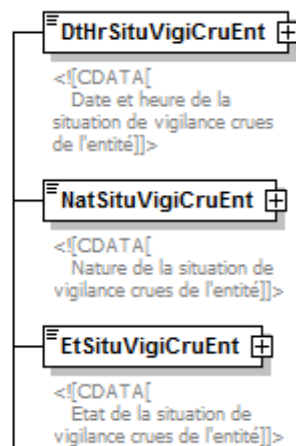 DtHrSituVigiCruEnt
<![CDATA[
Date et heure de la
situation de vigilance crues
de l'entité]]>
NatSituVigiCruEnt
<![CDATA[
Nature de la situation de
vigilance crues de l'entité]]>
EtSituVigiCruEnt
<![CDATA[
Etat de la situation de
vigilance crues de l'entité]]>